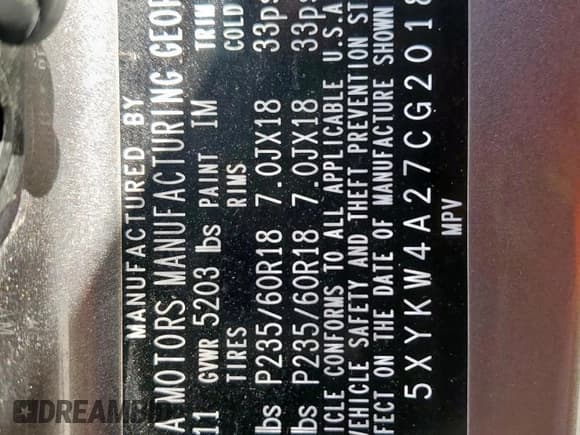 MANUFACTURED BY
A MOTORS MANUFACTURING GEOR
11 GVWR 5203 lbs PAINT IM TRIM
TIRES RIMS COLD
lbs P235/60R18 7.0JX18 33ps
lbs P235/60R18 7.0JX18 33ps
ICLE CONFORMS TO ALL APPLICABLE U.S.A
VEHICLE SAFETY AND THEFT PREVENTION ST
FECT ON THE DATE OF MANUFACTURE SHOWN
5XYKW4A27CG2018
MPV
DREAMBID